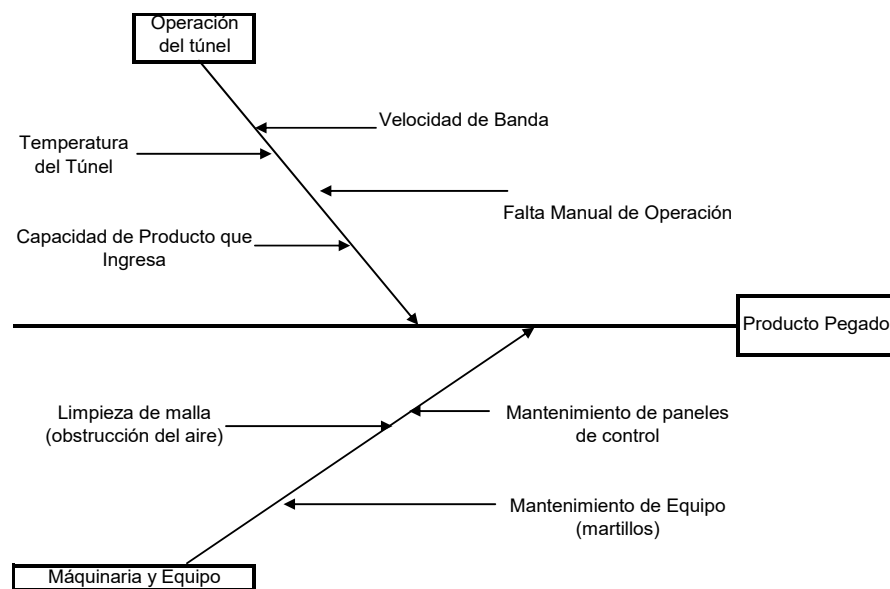 Operación
del túnel
Velocidad de Banda
Temperatura
del Túnel
Falta Manual de Operación
Capacidad de Producto que
Ingresa
Producto Pegado
Limpieza de malla
(obstrucción del aire)
Mantenimiento de paneles
de control
Mantenimiento de Equipo
(martillos)
Máquinaria y Equipo